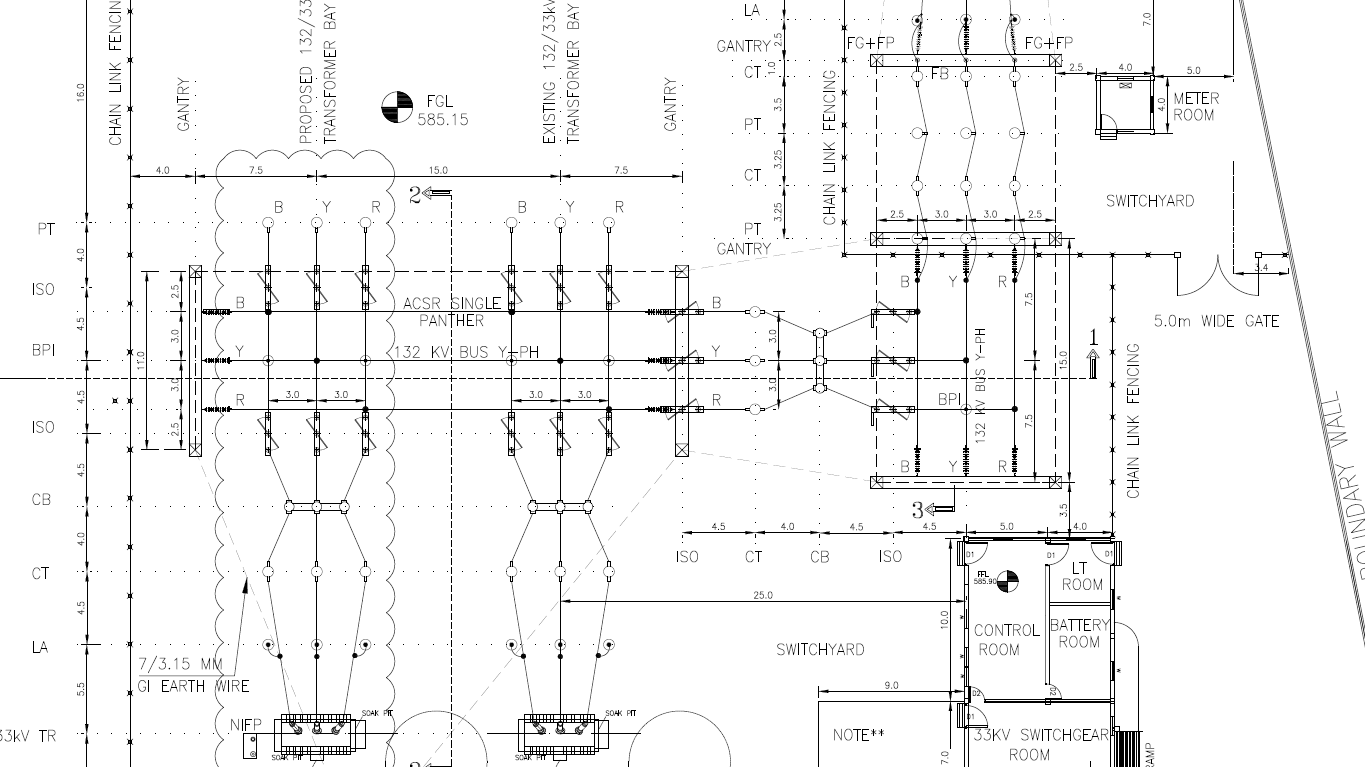 LA
7.0
CHAIN LINK FENCING
PROPOSED 132/33
TRANSFORMER BAY
EXISTING 132/33kV
TRANSFORMER BAY
2.5
GANTRY
FG+FP
FG+FP
CT
1.0
FB
2.5
4.0
5.0
16.0
GANTRY
GANTRY
FGL
585.15
CHAIN LINK FENCING
3.5
4.0
METER
ROOM
PT
3.25
4.0
7.5
15.0
7.5
CT
2
SWITCHYARD
3.25
PT
B
Y
R
B
Y
R
PT
GANTRY
2.5
3.0
3.0
2.5
4.0
3.4
ISO
2.5
B
Y
R
B
ACSR SINGLE
PANTHER
B
7.5
5.0m WIDE GATE
4.5
3.0
3.0
BPI
Y
132 KV BUS Y-PH
Y
11.0
15.0
1
132 KV BUS Y-PH
CHAIN LINK FENCING
3.0
3.0
4.5
R
3.0
3.0
3.0
3.0
R
BPI
ISO
2.5
7.5
BOUNDARY WALL
4.5
B
Y
R
CB
3
3.5
4.0
4.5
4.0
4.5
4.5
5.0
4.0
ISO
CT
CB
ISO
D1
D1
D1
CT
FFL
585.90
LT
ROOM
4.5
25.0
10.0
CONTROL
ROOM
BATTERY
ROOM
LA
SWITCHYARD
7/3.15 MM
GI EARTH WIRE
5.5
9.0
D2
D2
SOAK PIT
SOAK PIT
D1
NIFP
33kV TR
NOTE**
33KV SWITCHGEAR
ROOM
7.0
RAMP
SOAK PIT
SOAK PIT